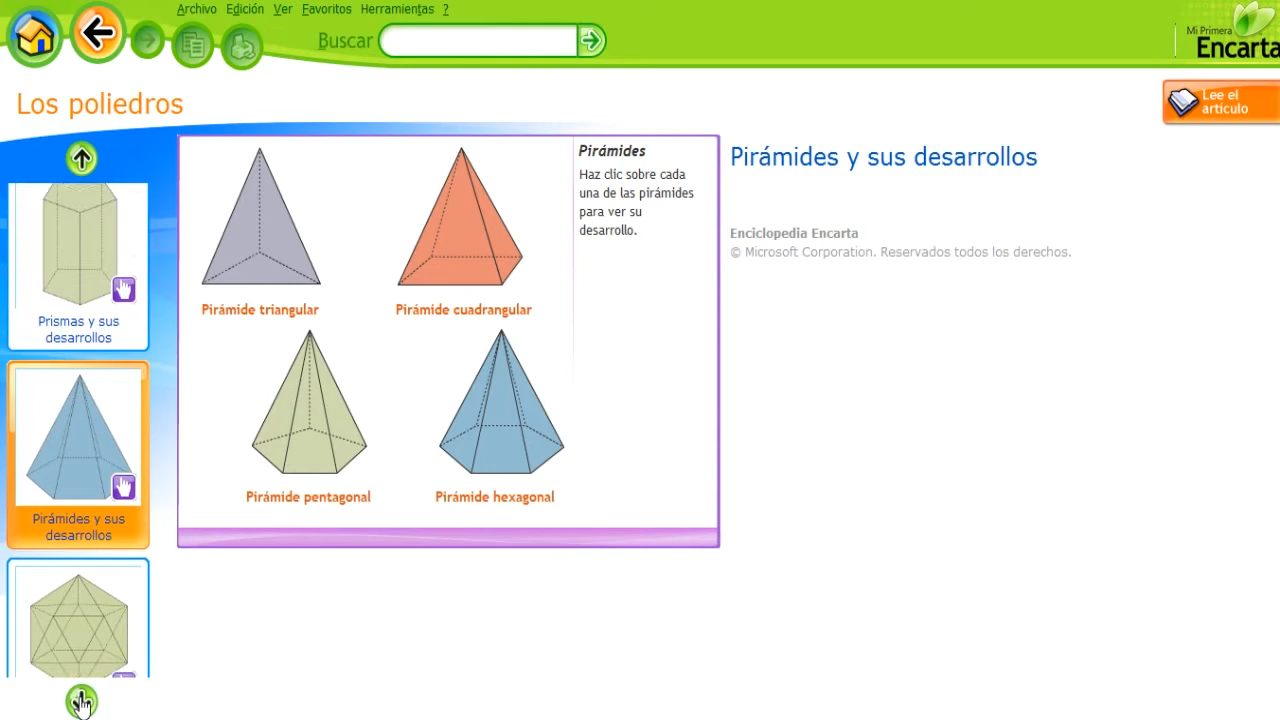 Archivo Edición Ver Favoritos Herramientas ?
Buscar
Mi Primera
Encarta
Los poliedros
Lee el
artículo
Prismas y sus
desarrollos
Pirámides y sus
desarrollos
Pirámide triangular
Pirámide cuadrangular
Pirámide pentagonal
Pirámide hexagonal
Pirámides
Haz clic sobre cada
una de las pirámides
para ver su
desarrollo.
Pirámides y sus desarrollos
Enciclopedia Encarta
© Microsoft Corporation. Reservados todos los derechos.